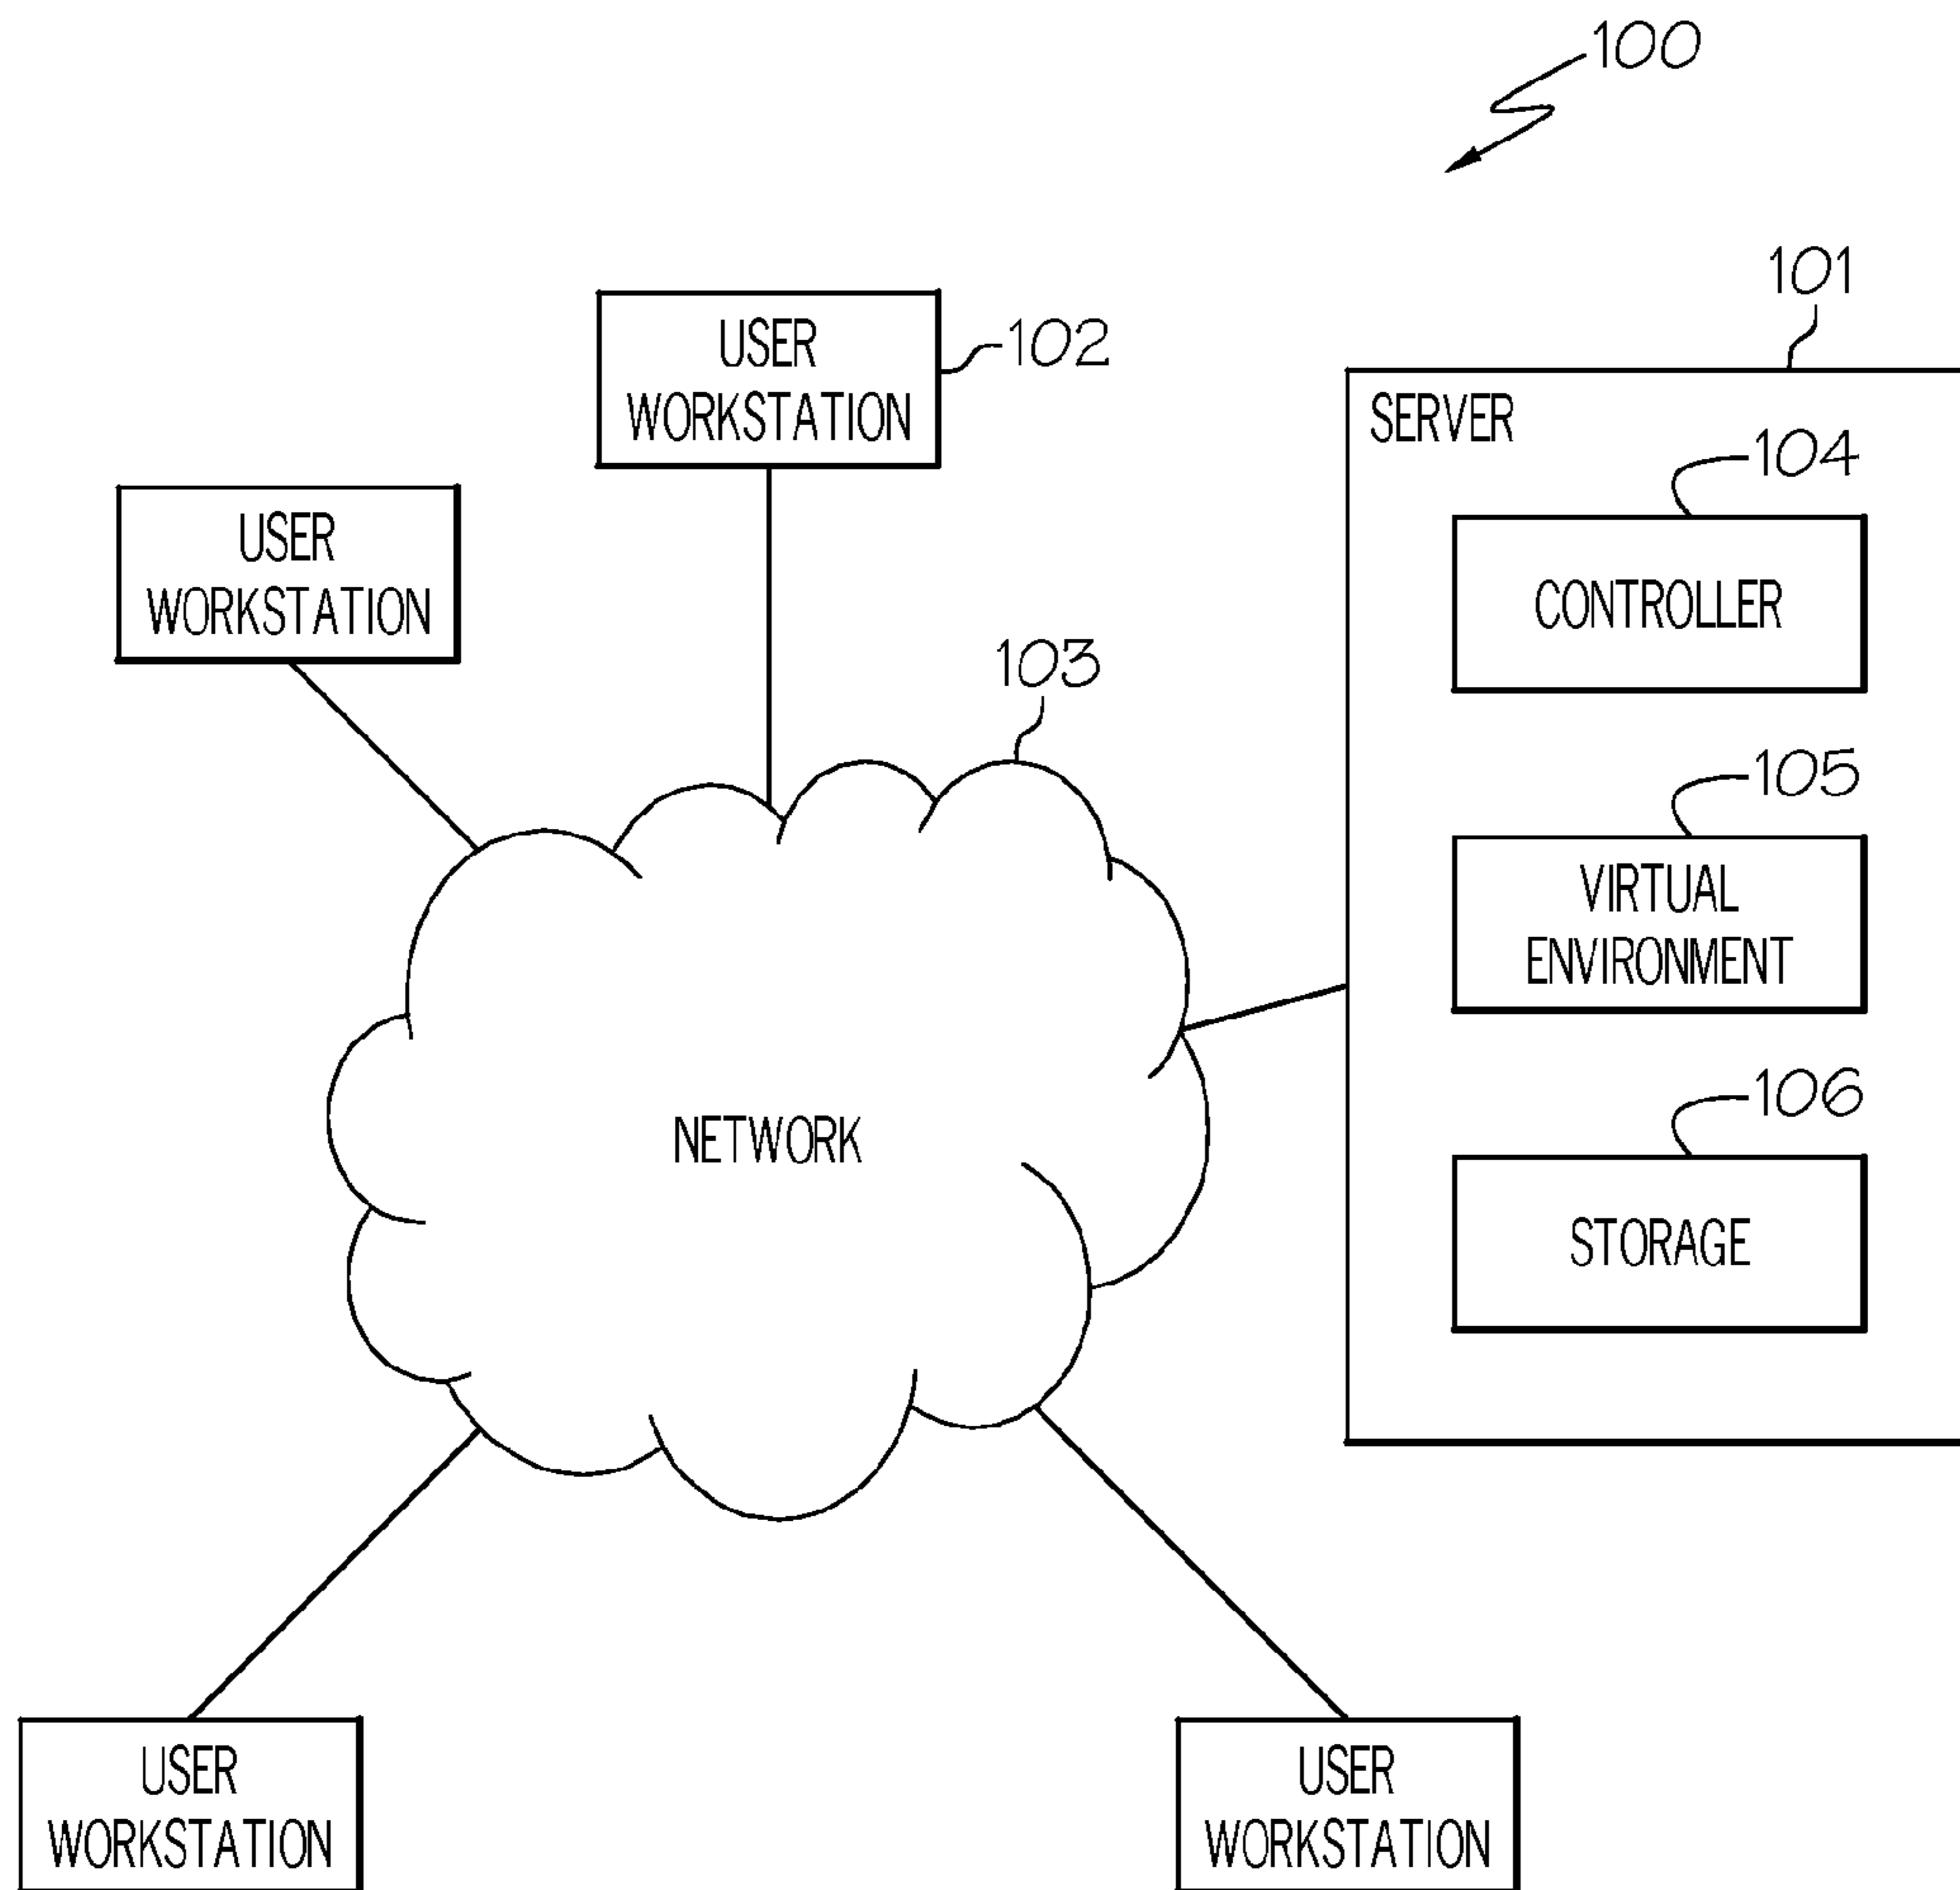 100
101
USER
WORKSTATION
102
SERVER
104
CONTROLLER
USER
WORKSTATION
103
105
VIRTUAL
ENVIRONMENT
NETWORK
106
STORAGE
USER
WORKSTATION
USER
WORKSTATION